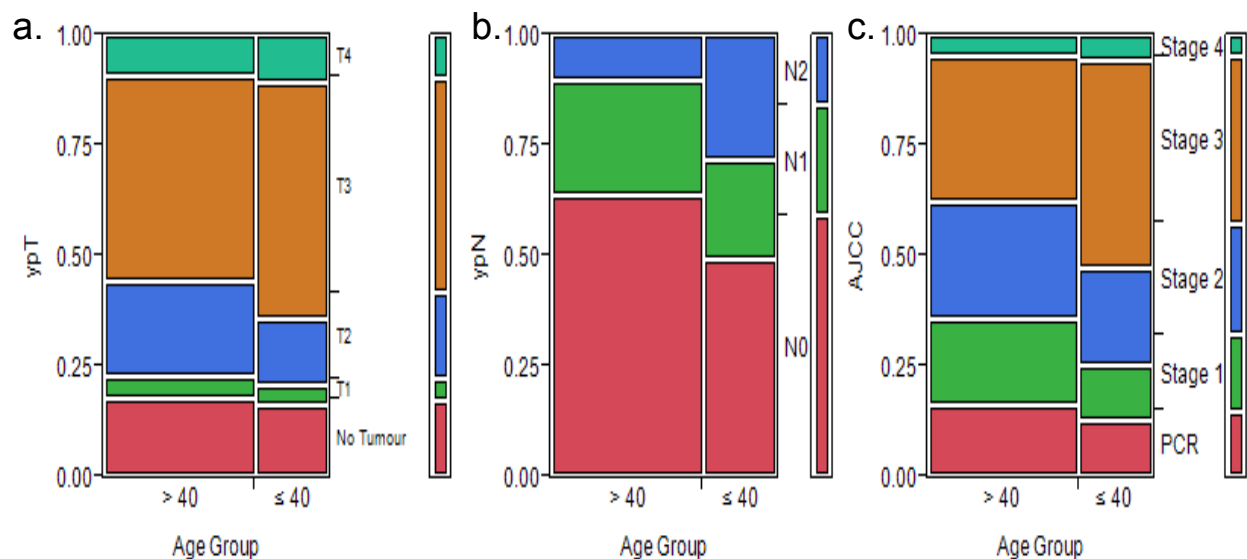 a.
ypT
1.00
0.75
0.50
0.25
0.00
T4
T3
T2
T1
No Tumour
> 40
≤ 40
Age Group
b.
ypN
1.00
0.75
0.50
0.25
0.00
N2
N1
N0
> 40
≤ 40
Age Group
c.
AJCC
1.00
0.75
0.50
0.25
0.00
Stage 4
Stage 3
Stage 2
Stage 1
PCR
> 40
≤ 40
Age Group